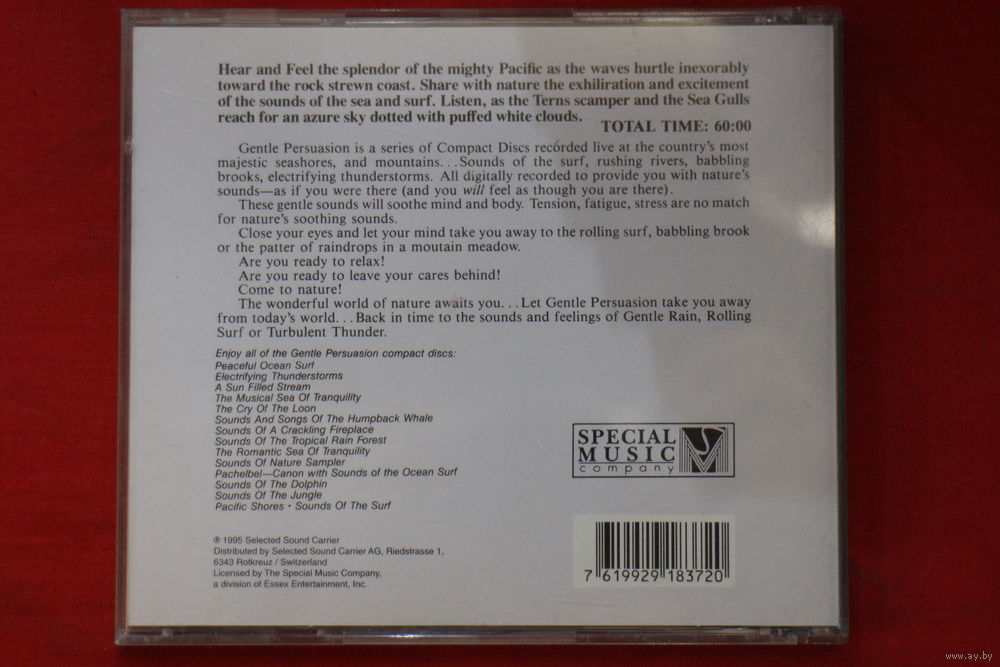 Hear and Feel the splendor of the mighty Pacific as the waves hurtle inexorably
toward the rock strewn coast. Share with nature the exhiliration and excitement
of the sounds of the sea and surf. Listen, as the Terns scamper and the Sea Gulls
reach for an azure sky dotted with puffed white clouds.
TOTAL TIME: 60:00
Gentle Persuasion is a series of Compact Discs recorded live at the country's most
majestic seashores, and mountains...Sounds of the surf, rushing rivers, babbling
brooks, electrifying thunderstorms. All digitally recorded to provide you with nature's
sounds—as if you were there (and you will feel as though you are there).
These gentle sounds will soothe mind and body. Tension, fatigue, stress are no match
for nature's soothing sounds.
Close your eyes and let your mind take you away to the rolling surf, babbling brook
or the patter of raindrops in a moutain meadow.
Are you ready to relax!
Are you ready to leave your cares behind!
Come to nature!
The wonderful world of nature awaits you...Let Gentle Persuasion take you away
from today's world...Back in time to the sounds and feelings of Gentle Rain, Rolling
Surf or Turbulent Thunder.
Enjoy all of the Gentle Persuasion compact discs:
Peaceful Ocean Surf
Electrifying Thunderstorms
A Sun Filled Stream
The Musical Sea Of Tranquility
The Cry Of The Loon
Sounds And Songs Of The Humpback Whale
Sounds Of A Crackling Fireplace
Sounds Of The Tropical Rain Forest
The Romantic Sea Of Tranquility
Sounds Of Nature Sampler
Pachelbel—Canon with Sounds of the Ocean Surf
Sounds Of The Dolphin
Sounds Of The Jungle
Pacific Shores • Sounds Of The Surf
℗ 1995 Selected Sound Carrier
Distributed by Selected Sound Carrier AG, Riedstrasse 1,
6343 Rotkreuz / Switzerland
Licensed by The Special Music Company,
a division of Essex Entertainment, Inc.
SPECIAL
MUSIC
company
7 619929 183720
www.ay.by